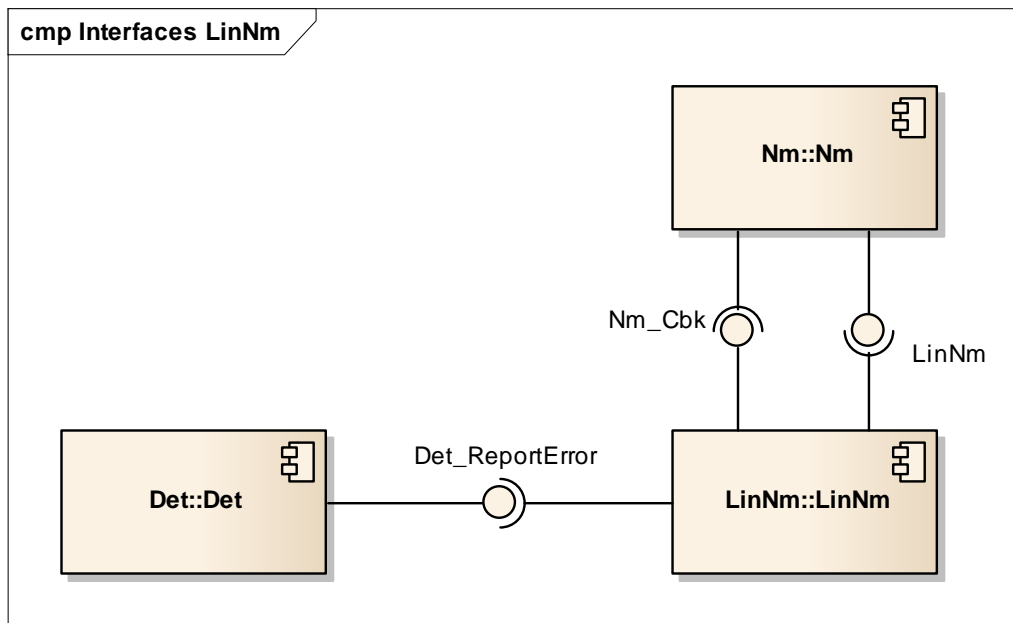 cmp Interfaces LinNm
Nm::Nm
Nm_Cbk
LinNm
Det_ReportError
Det::Det
LinNm::LinNm